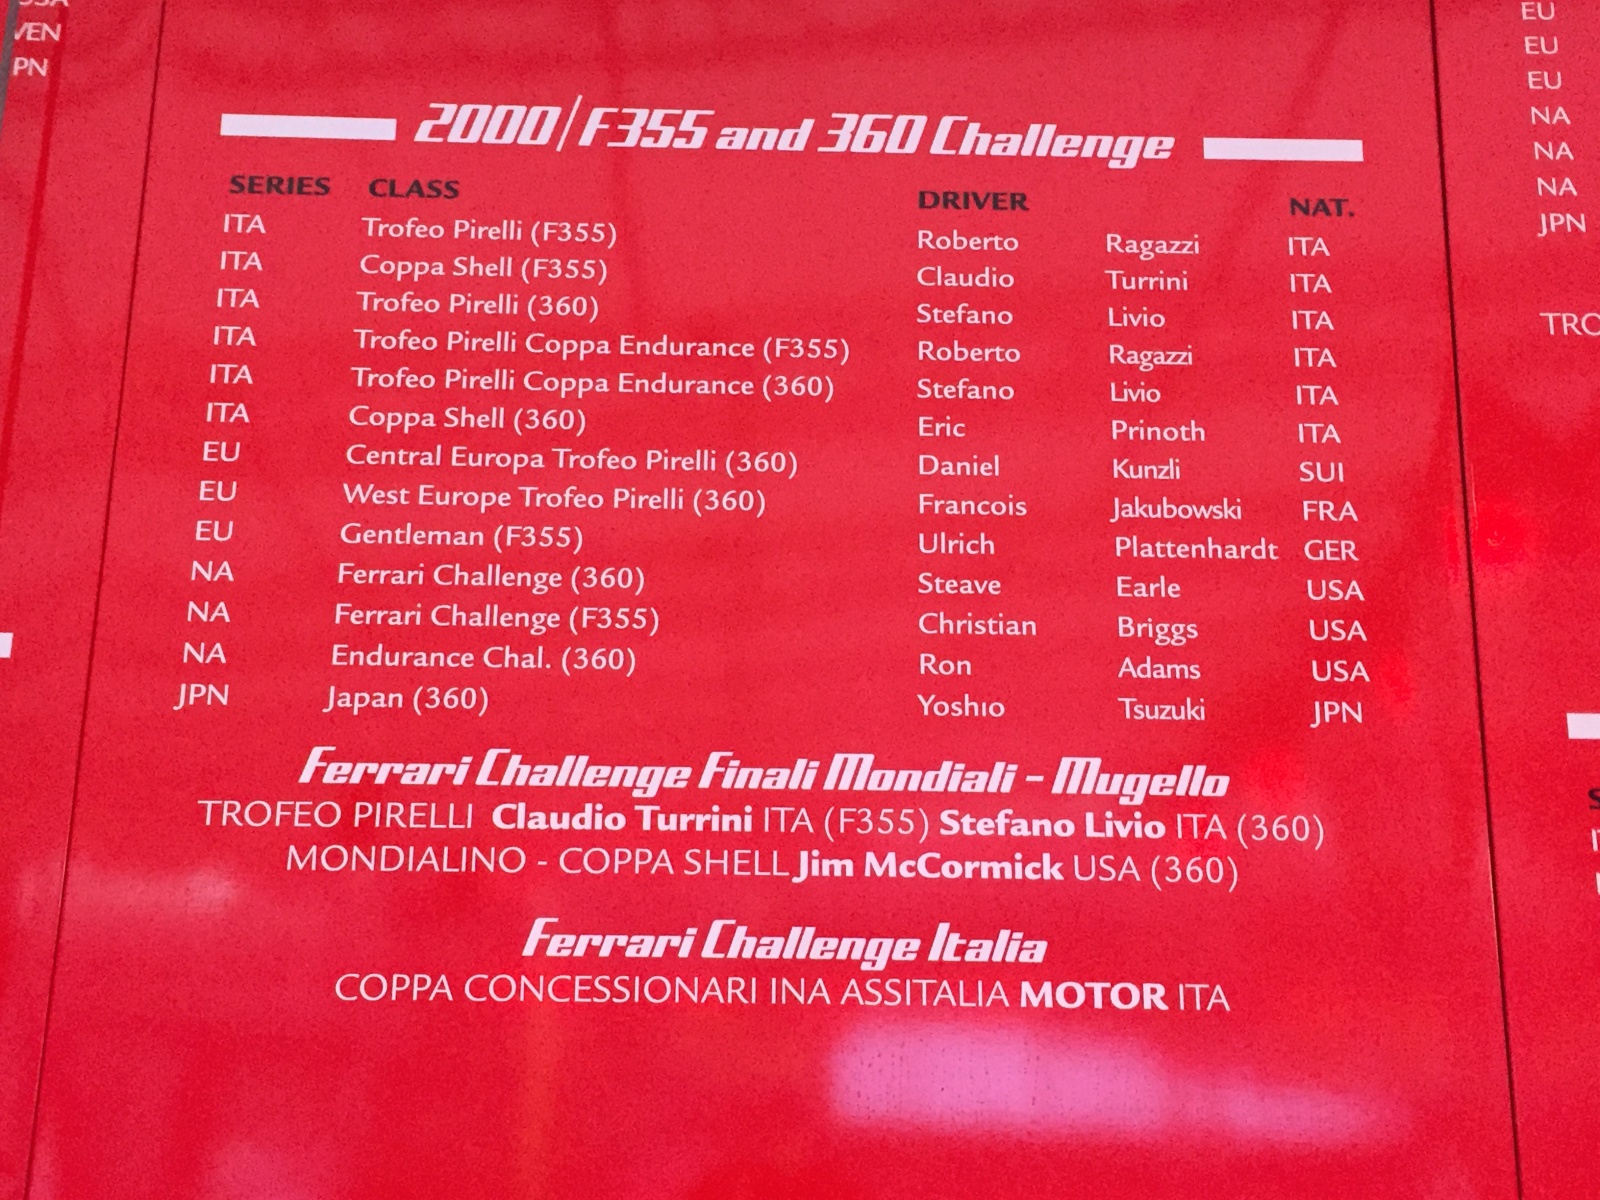 VEN
PN
2000/F355 and 360 Challenge
SERIES CLASS DRIVER NAT.
ITA Trofeo Pirelli (F355) Roberto Ragazzi ITA
ITA Coppa Shell (F355) Claudio Turrini ITA
ITA Trofeo Pirelli (360) Stefano Livio ITA
ITA Trofeo Pirelli Coppa Endurance (F355) Roberto Ragazzi ITA
ITA Trofeo Pirelli Coppa Endurance (360) Stefano Livio ITA
ITA Coppa Shell (360) Eric Prinoth ITA
EU Central Europa Trofeo Pirelli (360) Daniel Kunzli SUI
EU West Europe Trofeo Pirelli (360) Francois Jakubowski FRA
EU Gentleman (F355) Ulrich Plattenhardt GER
NA Ferrari Challenge (360) Steave Earle USA
NA Ferrari Challenge (F355) Christian Briggs USA
NA Endurance Chal. (360) Ron Adams USA
JPN Japan (360) Yoshio Tsuzuki JPN
Ferrari Challenge Finali Mondiali - Mugello
TROFEO PIRELLI Claudio Turrini ITA (F355) Stefano Livio ITA (360)
MONDIALINO - COPPA SHELL Jim McCormick USA (360)
Ferrari Challenge Italia
COPPA CONCESSIONARI INA ASSITALIA MOTOR ITA
EU
EU
EU
NA
NA
NA
JPN
TRO